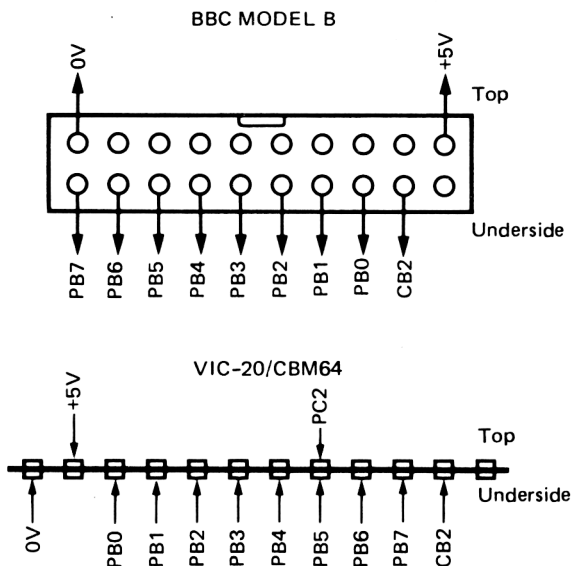 BBC MODEL B
0V
+5V
Top
Underside
PB7
PB6
PB5
PB4
PB3
PB2
PB1
PB0
CB2
VIC-20/CBM64
+5V
PC2
Top
Underside
0V
PB0
PB1
PB2
PB3
PB4
PB5
PB6
PB7
CB2